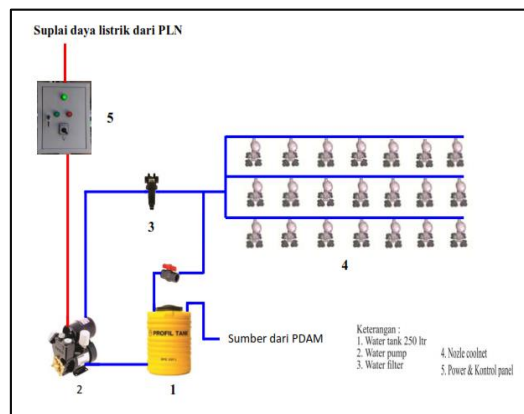 Suplai daya listrik dari PLN
5
3
4
PROFIL TANK
Sumber dari PDAM
2
1
Keterangan :
1. Water tank 250 ltr
2. Water pump
3. Water filter
4. Nozle coolnet
5. Power & Kontrol panel